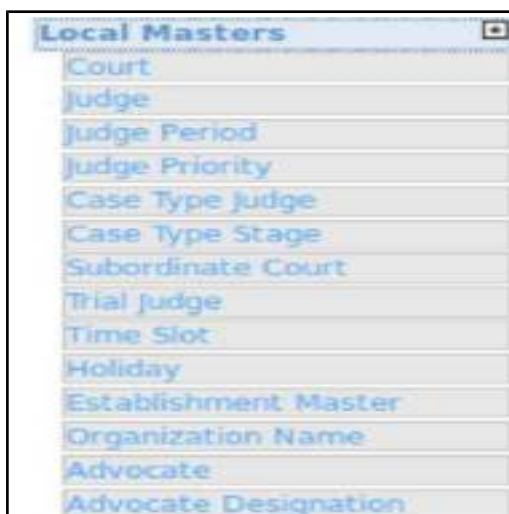 Local Masters
Court
Judge
Judge Period
Judge Priority
Case Type Judge
Case Type Stage
Subordinate Court
Trial Judge
Time Slot
Holiday
Establishment Master
Organization Name
Advocate
Advocate Designation